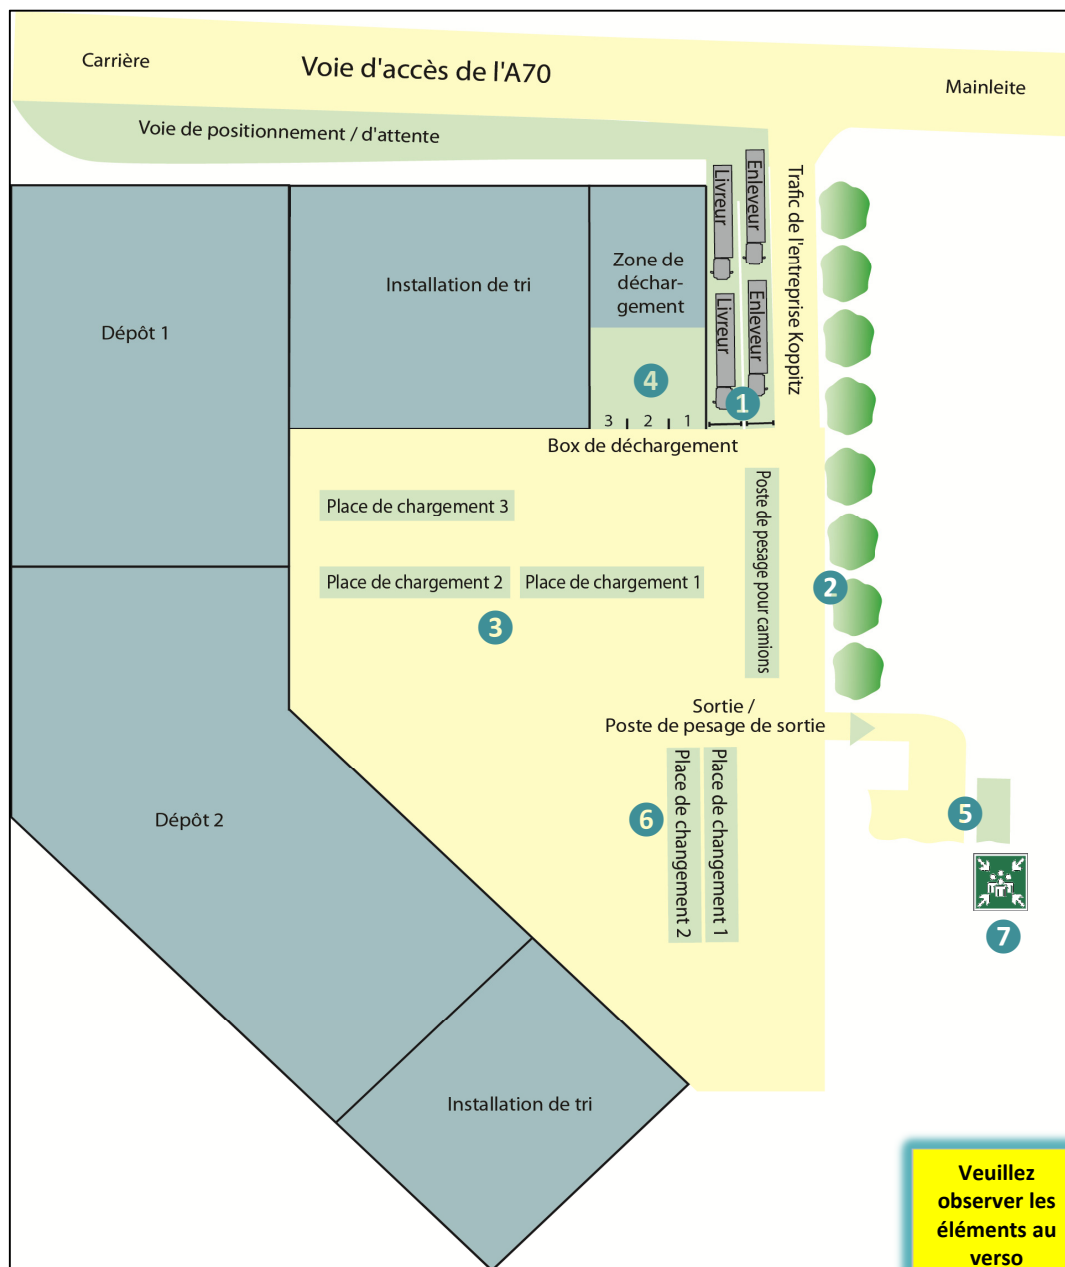 Carrière
Voie d'accès de l'A70
Mainleite
Voie de positionnement / d'attente
Livreur
Enleveur
Livreur
Enleveur
Trafic de l'entreprise Koppitz
Dépôt 1
Installation de tri
Zone de
déchar-
gement
4
1
3 2 1
Box de déchargement
Place de chargement 3
Place de chargement 2
Place de chargement 1
3
Poste de pesage pour camions
2
Sortie /
Poste de pesage de sortie
Place de changement 2
Place de changement 1
6
5
7
Dépôt 2
Installation de tri
Veuillez
observer les
éléments au
verso